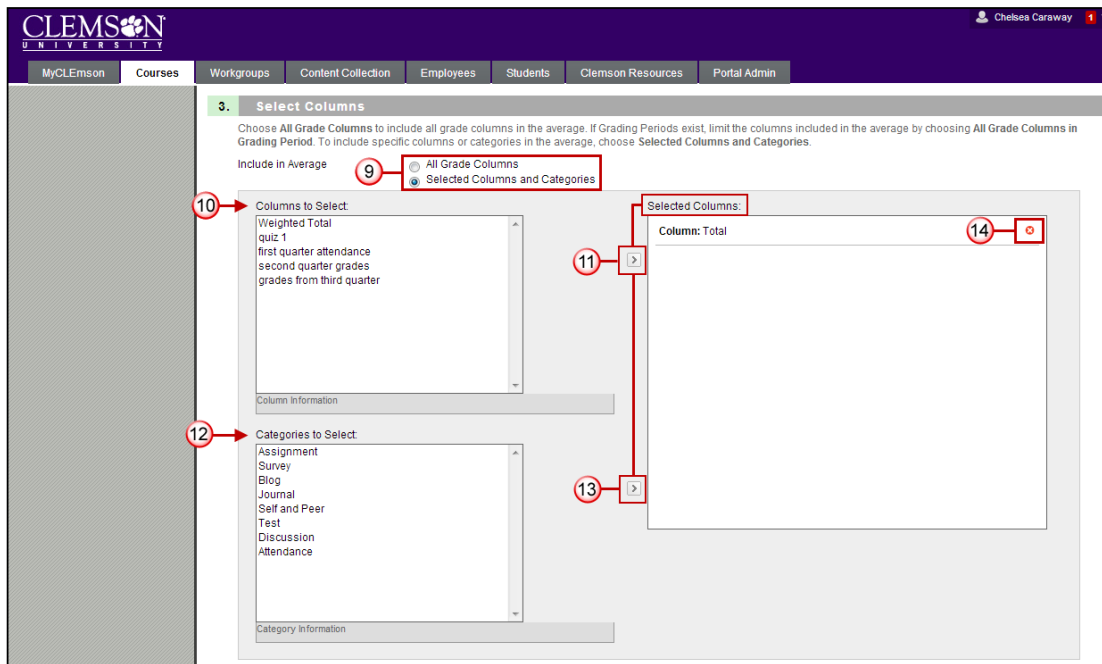 Chelsea Caraway 1
CLEMSON
UNIVERSITY
MyCLEmson Courses Workgroups Content Collection Employees Students Clemson Resources Portal Admin
3. Select Columns
Choose All Grade Columns to include all grade columns in the average. If Grading Periods exist, limit the columns included in the average by choosing All Grade Columns in
Grading Period. To include specific columns or categories in the average, choose Selected Columns and Categories.
Include in Average
9
All Grade Columns
Selected Columns and Categories
10
Columns to Select:
Weighted Total
quiz 1
first quarter attendance
second quarter grades
grades from third quarter
Column Information
11
Selected Columns:
Column: Total
14
12
Categories to Select:
Assignment
Survey
Blog
Journal
Self and Peer
Test
Discussion
Attendance
Category Information
13